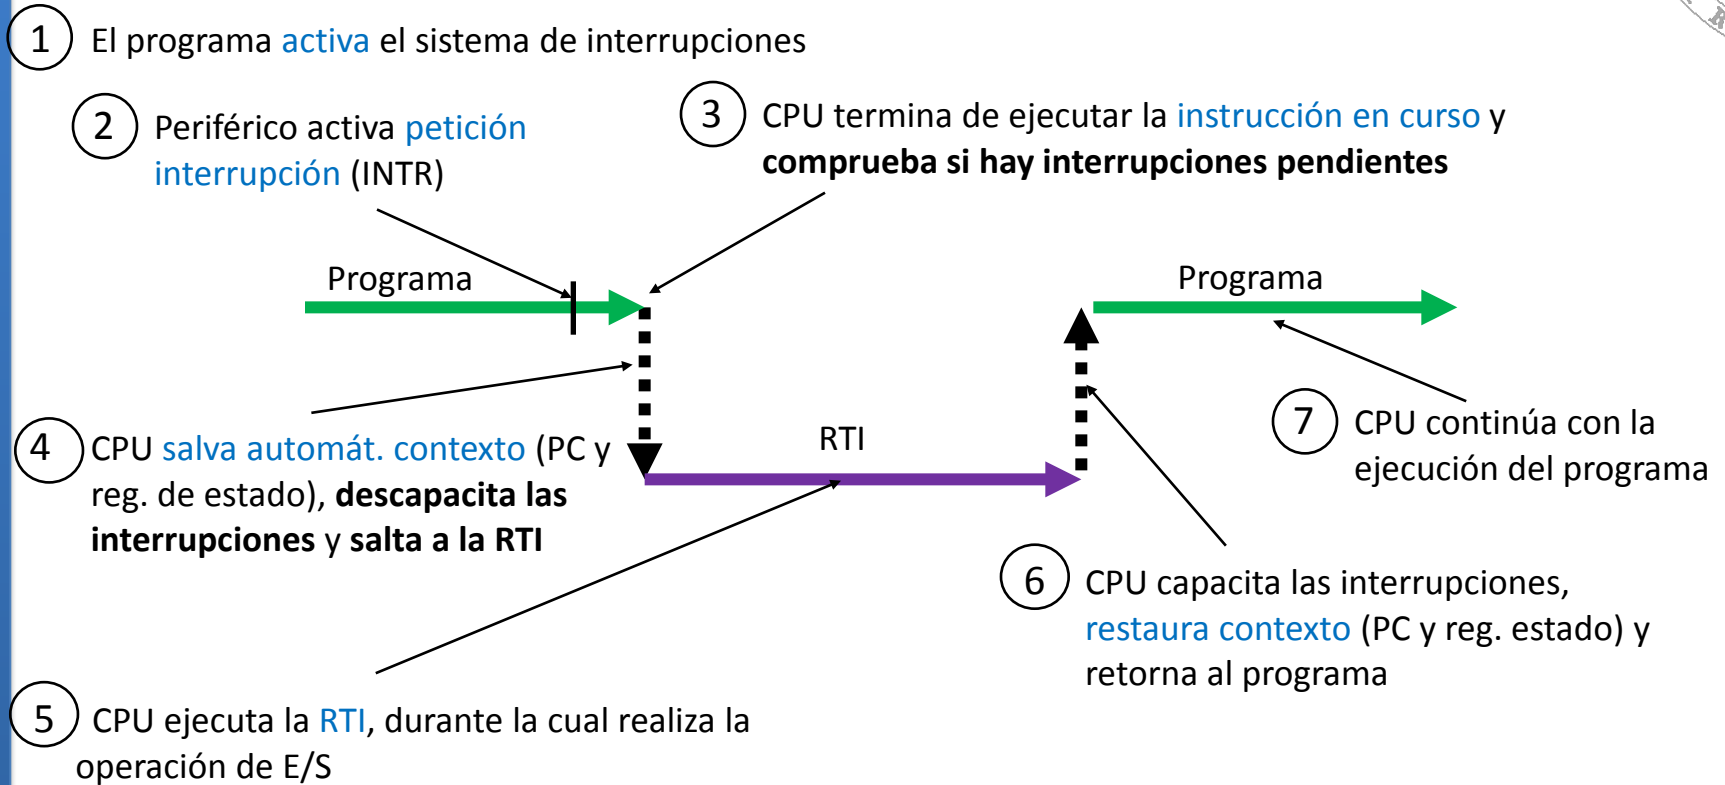 1 El programa activa el sistema de interrupciones
2 Periférico activa petición
interrupción (INTR)
3 CPU termina de ejecutar la instrucción en curso y
comprueba si hay interrupciones pendientes
Programa
Programa
4 CPU salva automát. contexto (PC y
reg. de estado), descapacita las
interrupciones y salta a la RTI
RTI
7 CPU continúa con la
ejecución del programa
6 CPU capacita las interrupciones,
restaura contexto (PC y reg. estado) y
retorna al programa
5 CPU ejecuta la RTI, durante la cual realiza la
operación de E/S